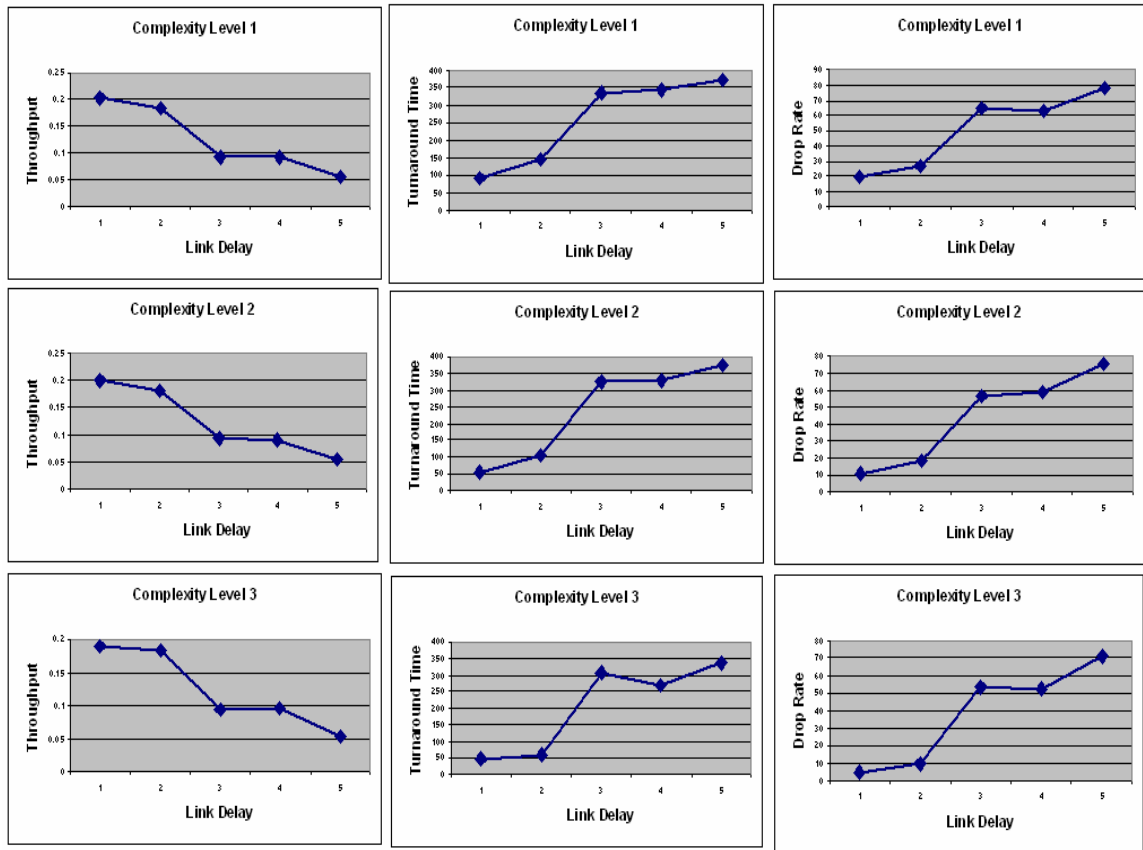 Complexity Level 1
Throughput
0.25
0.2
0.15
0.1
0.05
0
1 2 3 4 5
Link Delay
Complexity Level 1
Turnaround Time
400
350
300
250
200
150
100
50
0
1 2 3 4 5
Link Delay
Complexity Level 1
Drop Rate
90
80
70
60
50
40
30
20
10
0
1 2 3 4 5
Link Delay
Complexity Level 2
Throughput
0.25
0.2
0.15
0.1
0.05
0
1 2 3 4 5
Link Delay
Complexity Level 2
Turnaround Time
400
350
300
250
200
150
100
50
0
1 2 3 4 5
Link Delay
Complexity Level 2
Drop Rate
80
70
60
50
40
30
20
10
0
1 2 3 4 5
Link Delay
Complexity Level 3
Throughput
0.2
0.15
0.1
0.05
0
1 2 3 4 5
Link Delay
Complexity Level 3
Turnaround Time
400
350
300
250
200
150
100
50
0
1 2 3 4 5
Link Delay
Complexity Level 3
Drop Rate
80
70
60
50
40
30
20
10
0
1 2 3 4 5
Link Delay